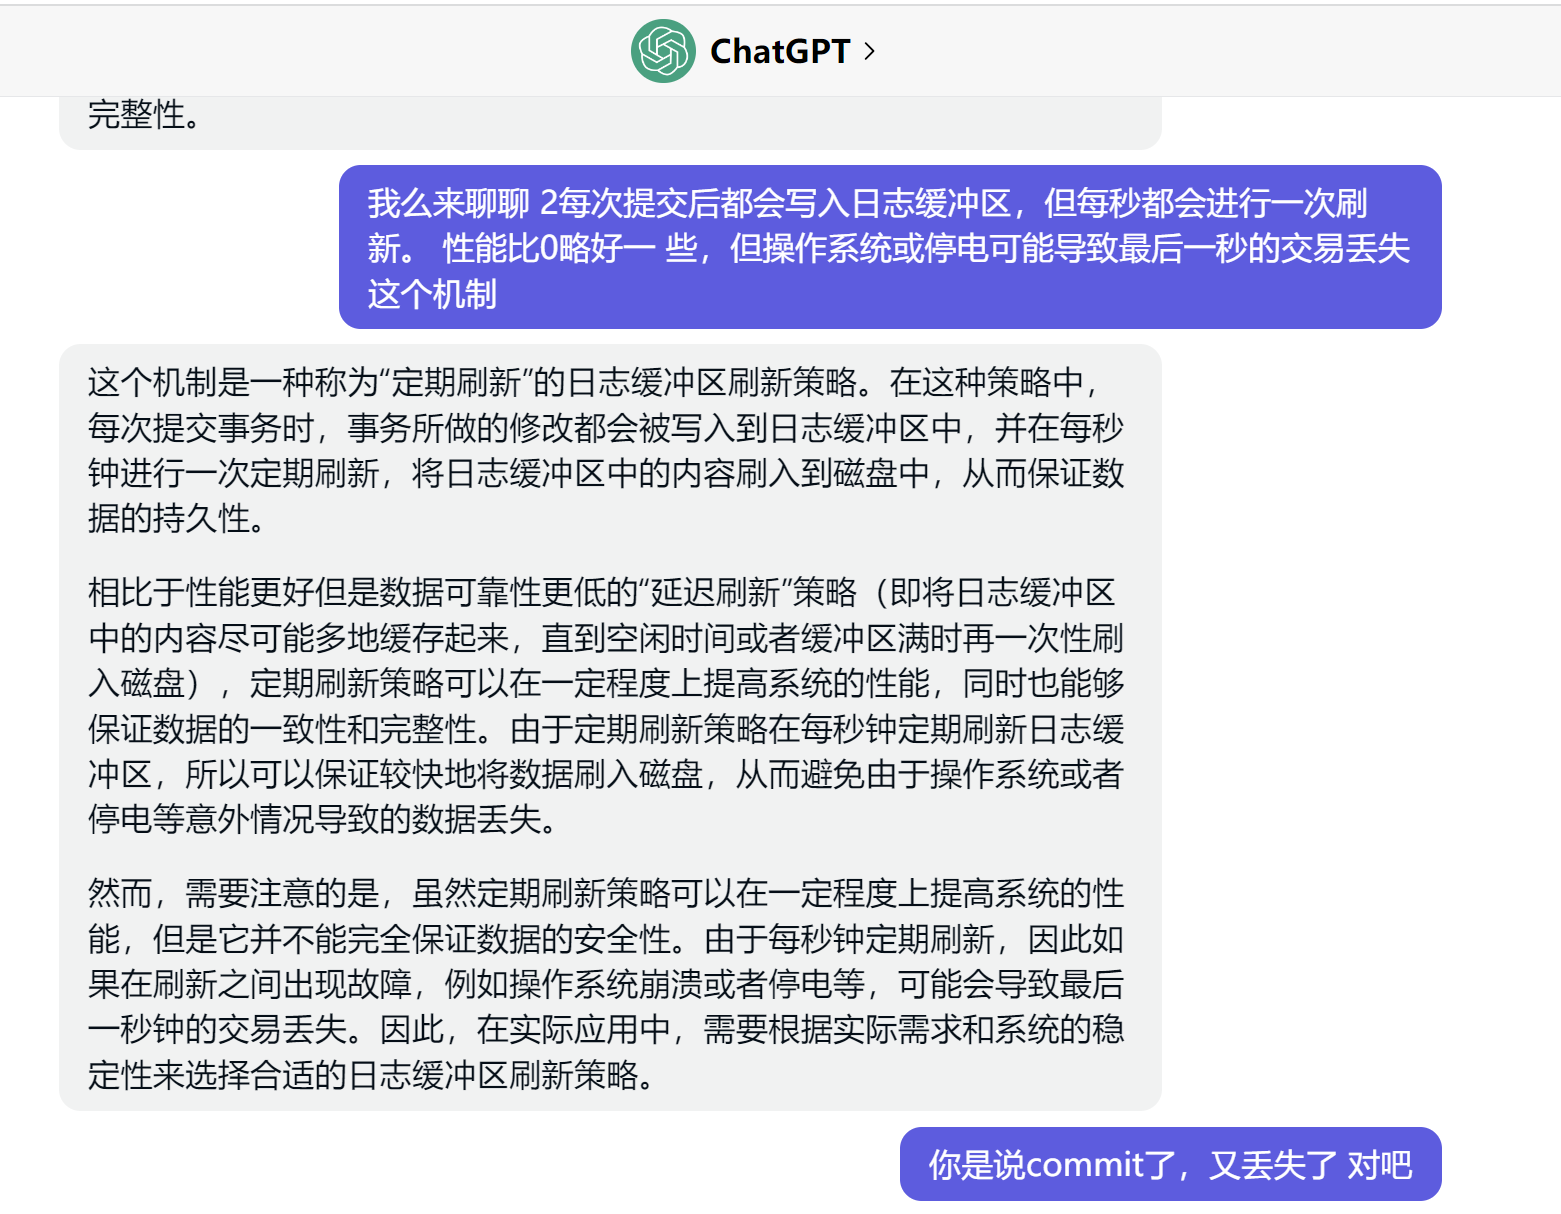 ChatGPT
完整性。
我么来聊聊 2每次提交后都会写入日志缓冲区，但每秒都会进行一次刷
新。 性能比0略好一 些，但操作系统或停电可能导致最后一秒的交易丢失
这个机制
这个机制是一种称为“定期刷新”的日志缓冲区刷新策略。在这种策略中，
每次提交事务时，事务所做的修改都会被写入到日志缓冲区中，并在每秒
钟进行一次定期刷新，将日志缓冲区中的内容刷入到磁盘中，从而保证数
据的持久性。
相比于性能更好但是数据可靠性更低的“延迟刷新”策略（即将日志缓冲区
中的内容尽可能多地缓存起来，直到空闲时间或者缓冲区满时再一次性刷
入磁盘），定期刷新策略可以在一定程度上提高系统的性能，同时也能够
保证数据的一致性和完整性。由于定期刷新策略在每秒钟定期刷新日志缓
冲区，所以可以保证较快地将数据刷入磁盘，从而避免由于操作系统或者
停电等意外情况导致的数据丢失。
然而，需要注意的是，虽然定期刷新策略可以在一定程度上提高系统的性
能，但是它并不能完全保证数据的安全性。由于每秒钟定期刷新，因此如
果在刷新之间出现故障，例如操作系统崩溃或者停电等，可能会导致最后
一秒钟的交易丢失。因此，在实际应用中，需要根据实际需求和系统的稳
定性来选择合适的日志缓冲区刷新策略。
你是说commit了，又丢失了 对吧